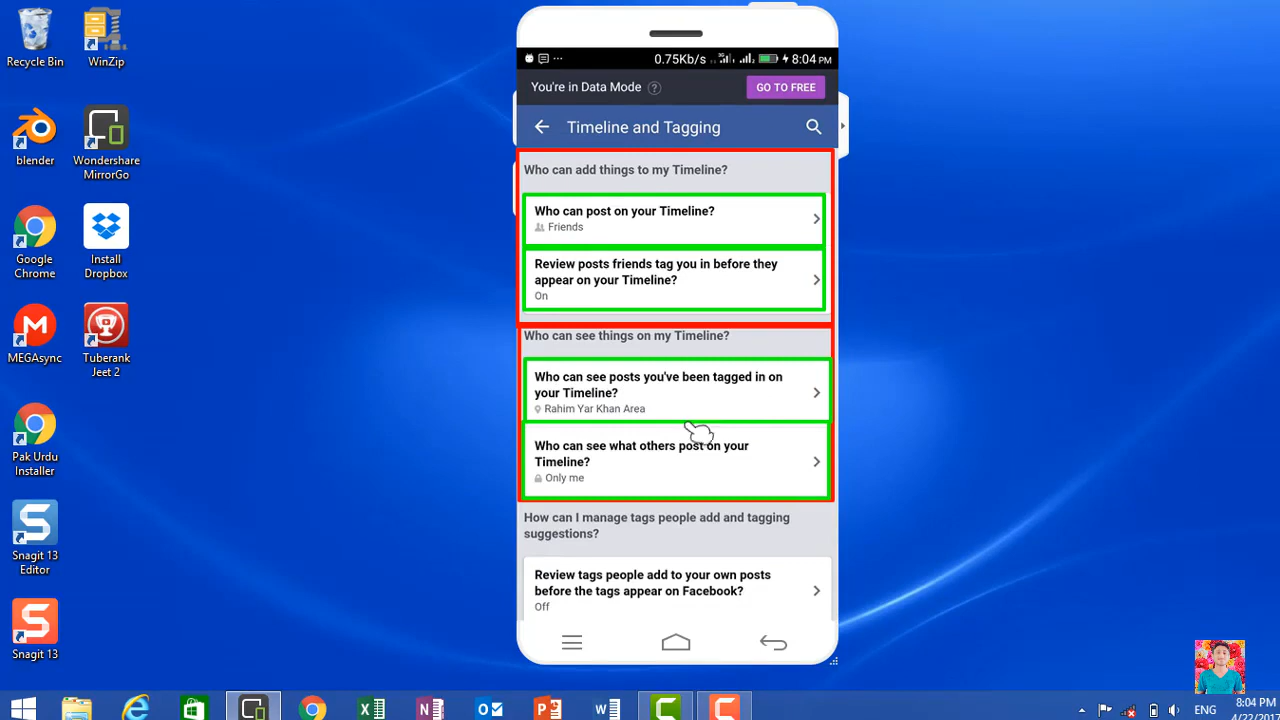 Recycle Bin
WinZip
blender
Wondershare
MirrorGo
Google
Chrome
Install
Dropbox
MEGAsync
Tuberank
Jeet 2
Pak Urdu
Installer
Snagit 13
Editor
Snagit 13
0.75Kb/s
3G
8:04 PM
You're in Data Mode
?
GO TO FREE
Timeline and Tagging
Who can add things to my Timeline?
Who can post on your Timeline?
Friends
Review posts friends tag you in before they
appear on your Timeline?
On
Who can see things on my Timeline?
Who can see posts you've been tagged in on
your Timeline?
Rahim Yar Khan Area
Who can see what others post on your
Timeline?
Only me
How can I manage tags people add and tagging
suggestions?
Review tags people add to your own posts
before the tags appear on Facebook?
Off
ENG
8:04 PM